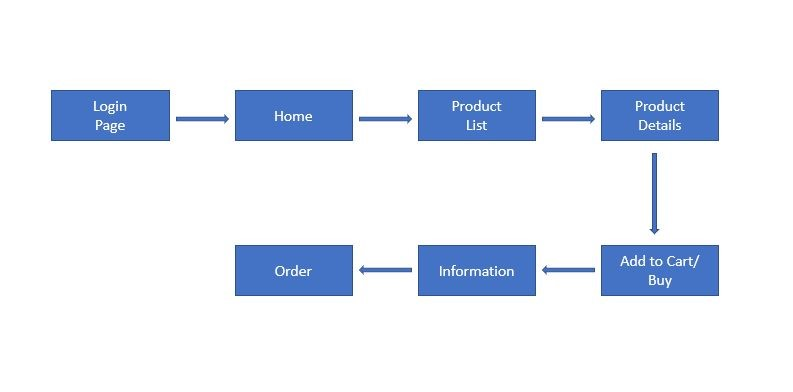 Login
Page
Home
Product
List
Product
Details
Order
Information
Add to Cart/
Buy